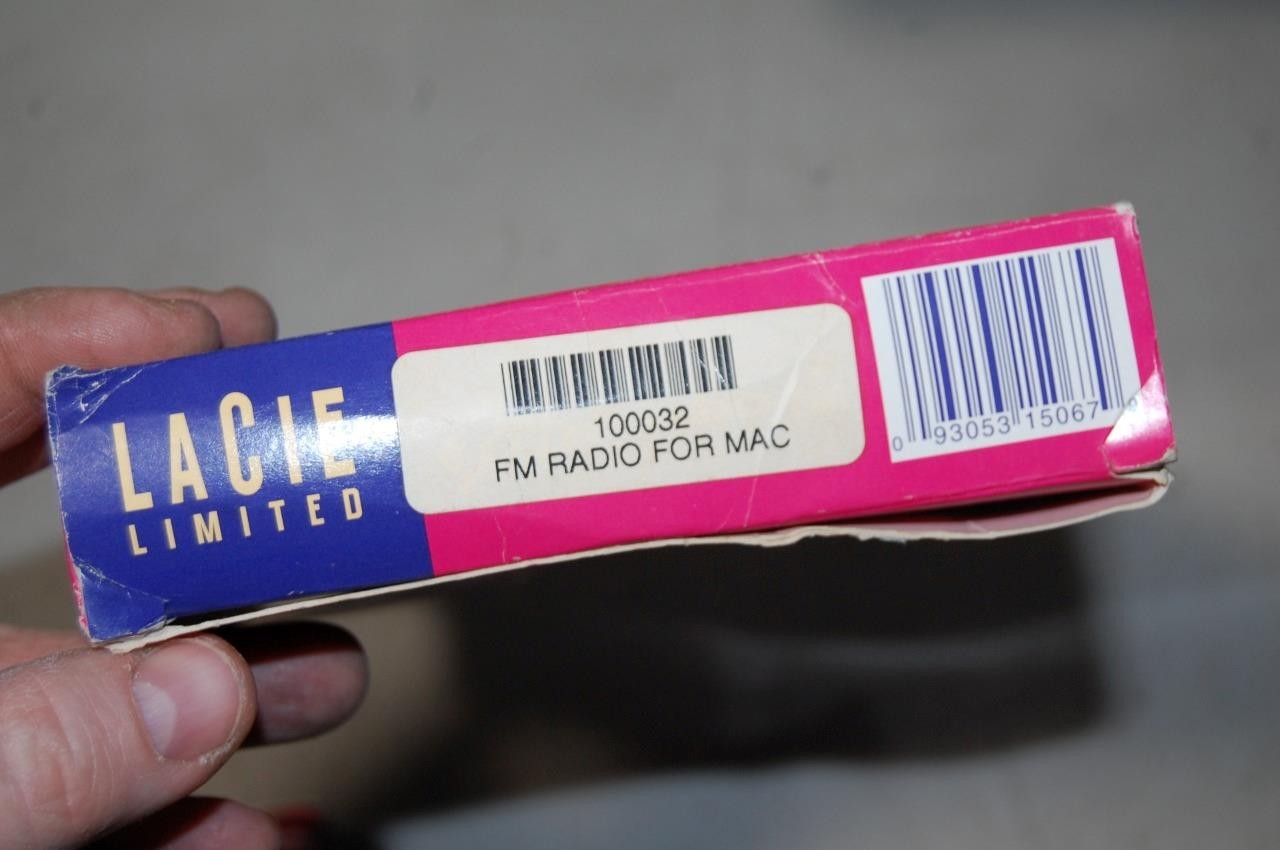 LACIE
LIMITED
100032
FM RADIO FOR MAC
0 93053 15067